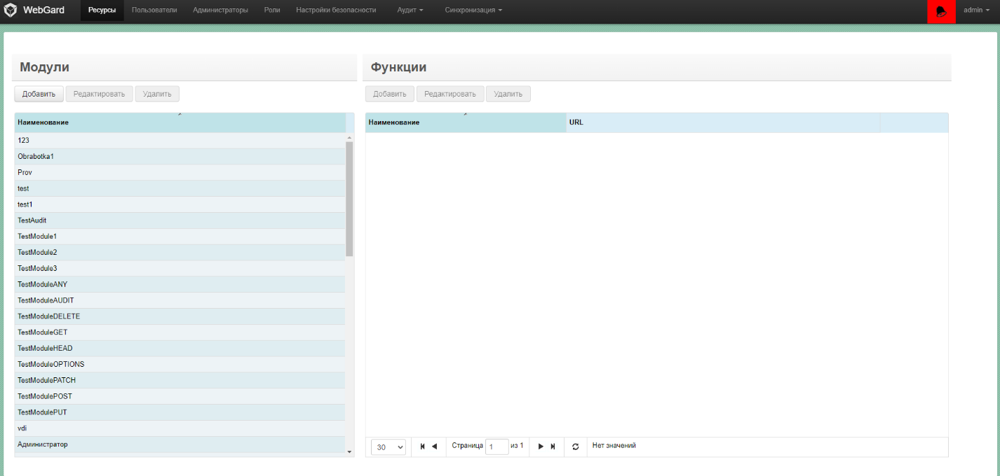 WebGard Ресурсы Пользователи Администраторы Роли Настройки безопасности Аудит Синхронизация admin
Модули
Добавить Редактировать Удалить
Наименование
123
Obrabotka1
Prov
test
test1
TestAudit
TestModule1
TestModule2
TestModule3
TestModuleANY
TestModuleAUDIT
TestModuleDELETE
TestModuleGET
TestModuleHEAD
TestModuleOPTIONS
TestModulePATCH
TestModulePOST
TestModulePUT
vdi
Администратор
Функции
Добавить Редактировать Удалить
Наименование URL
30 Страница 1 из 1 Нет значений